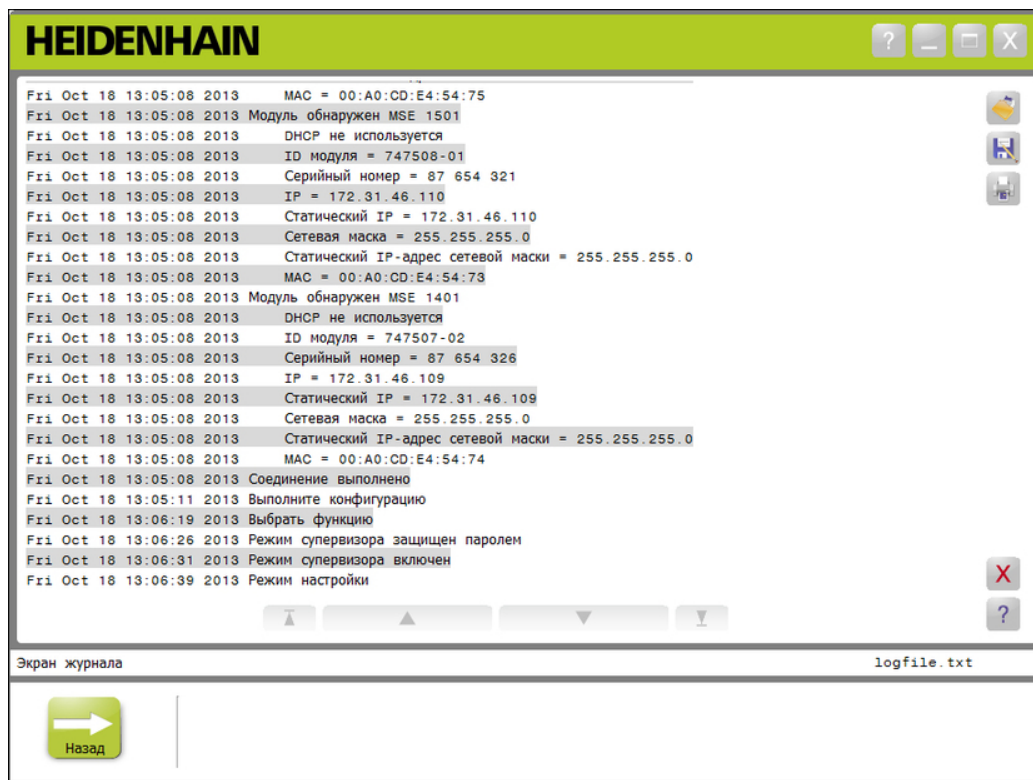 HEIDENHAIN
Fri Oct 18 13:05:08 2013 MAC = 00:A0:CD:E4:54:75
Fri Oct 18 13:05:08 2013 Модуль обнаружен MSE 1501
Fri Oct 18 13:05:08 2013 DHCP не используется
Fri Oct 18 13:05:08 2013 ID модуля = 747508-01
Fri Oct 18 13:05:08 2013 Серийный номер = 87 654 321
Fri Oct 18 13:05:08 2013 IP = 172.31.46.110
Fri Oct 18 13:05:08 2013 Статический IP = 172.31.46.110
Fri Oct 18 13:05:08 2013 Сетевая маска = 255.255.255.0
Fri Oct 18 13:05:08 2013 Статический IP-адрес сетевой маски = 255.255.255.0
Fri Oct 18 13:05:08 2013 MAC = 00:A0:CD:E4:54:73
Fri Oct 18 13:05:08 2013 Модуль обнаружен MSE 1401
Fri Oct 18 13:05:08 2013 DHCP не используется
Fri Oct 18 13:05:08 2013 ID модуля = 747507-02
Fri Oct 18 13:05:08 2013 Серийный номер = 87 654 326
Fri Oct 18 13:05:08 2013 IP = 172.31.46.109
Fri Oct 18 13:05:08 2013 Статический IP = 172.31.46.109
Fri Oct 18 13:05:08 2013 Сетевая маска = 255.255.255.0
Fri Oct 18 13:05:08 2013 Статический IP-адрес сетевой маски = 255.255.255.0
Fri Oct 18 13:05:08 2013 MAC = 00:A0:CD:E4:54:74
Fri Oct 18 13:05:08 2013 Соединение выполнено
Fri Oct 18 13:05:11 2013 Выполните конфигурацию
Fri Oct 18 13:06:19 2013 Выбрать функцию
Fri Oct 18 13:06:26 2013 Режим супервизора защищен паролем
Fri Oct 18 13:06:31 2013 Режим супервизора включен
Fri Oct 18 13:06:39 2013 Режим настройки
Экран журнала logfile.txt
Назад